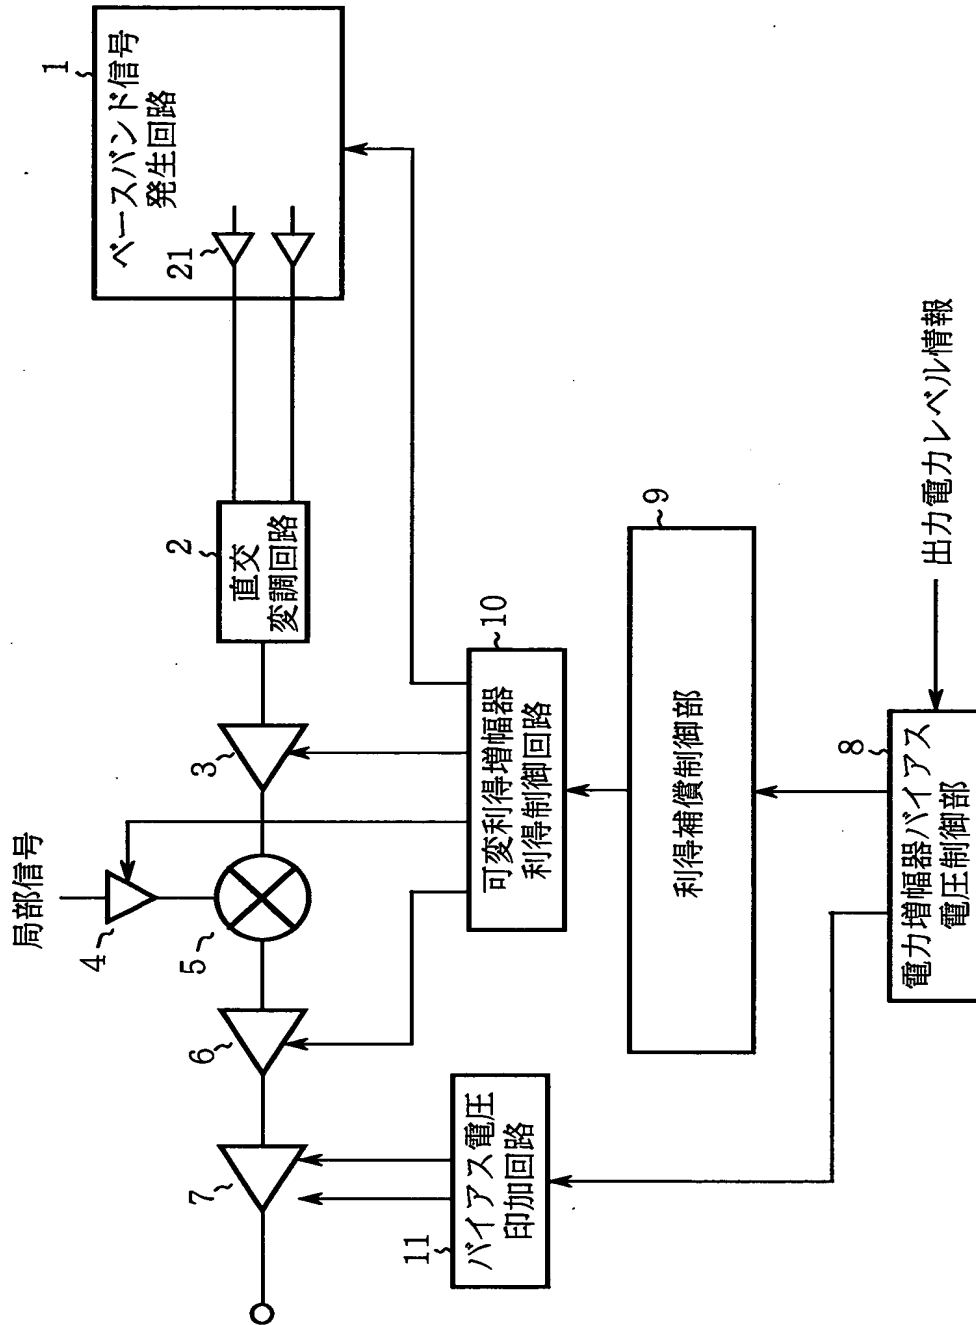 局部信号
1
ベースバンド信号
発生回路
21
2
直交
変調回路
3
4
5
6
7
10
可変利得増幅器
利得制御回路
9
利得補償制御部
11
バイアス電圧
印加回路
8
電力増幅器バイアス
電圧制御部
出力電力レベル情報